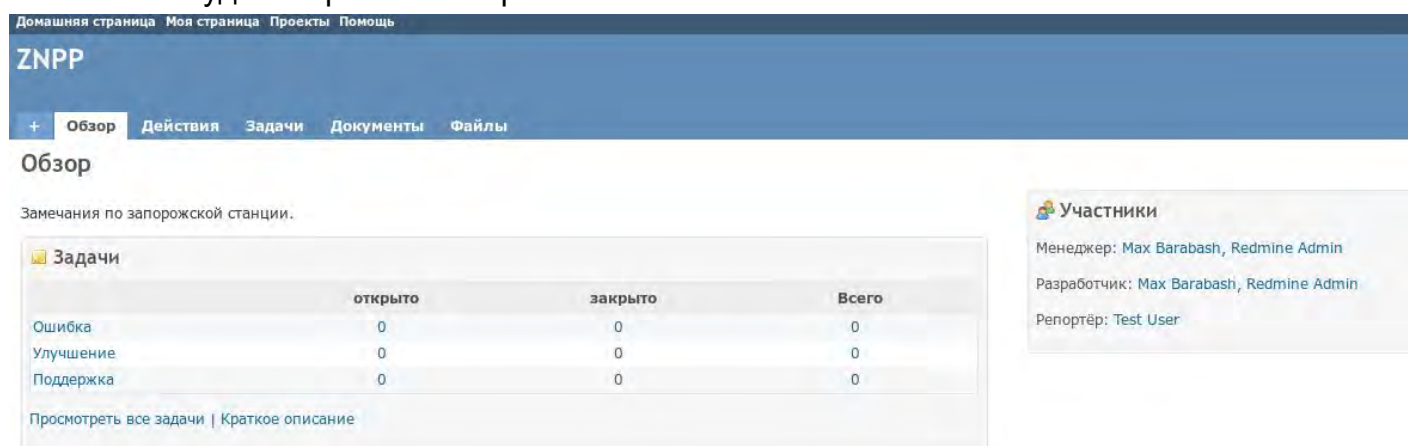 Домашняя страница Моя страница Проекты Помощь
ZNPP
+ Обзор Действия Задачи Документы Файлы
Обзор
Замечания по запорожской станции.
Задачи
открыто закрыто Всего
Ошибка 0 0 0
Улучшение 0 0 0
Поддержка 0 0 0
Просмотреть все задачи | Краткое описание
Участники
Менеджер: Max Barabash, Redmine Admin
Разработчик: Max Barabash, Redmine Admin
Репортёр: Test User